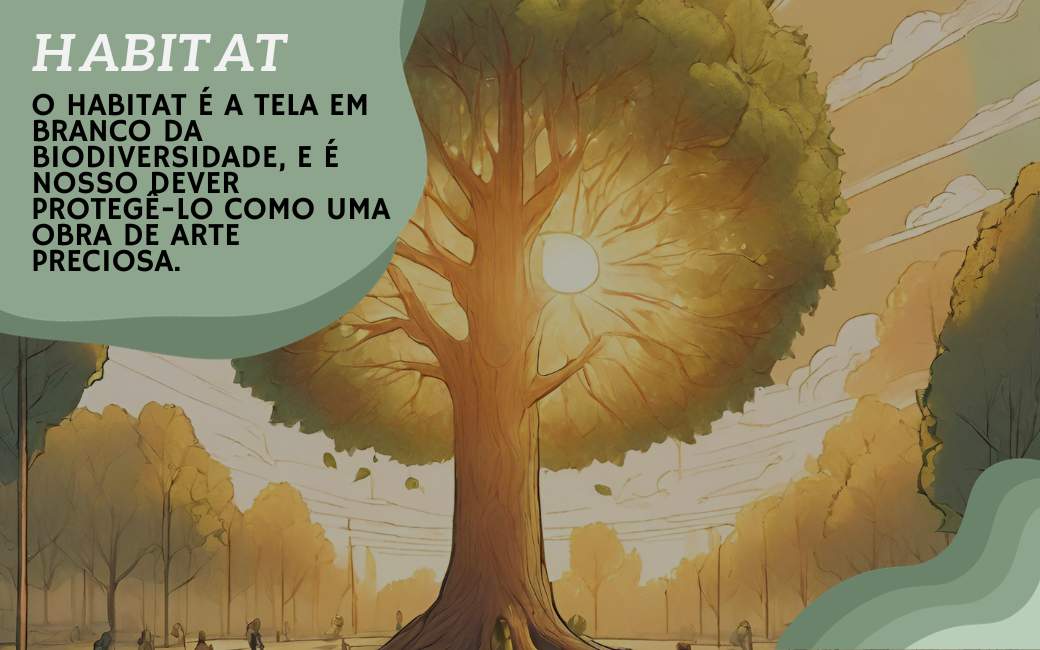 HABITAT
O HABITAT É A TELA EM
BRANCO DA
BIODIVERSIDADE, E É
NOSSO DEVER
PROTEGÊ-LO COMO UMA
OBRA DE ARTE
PRECIOSA.